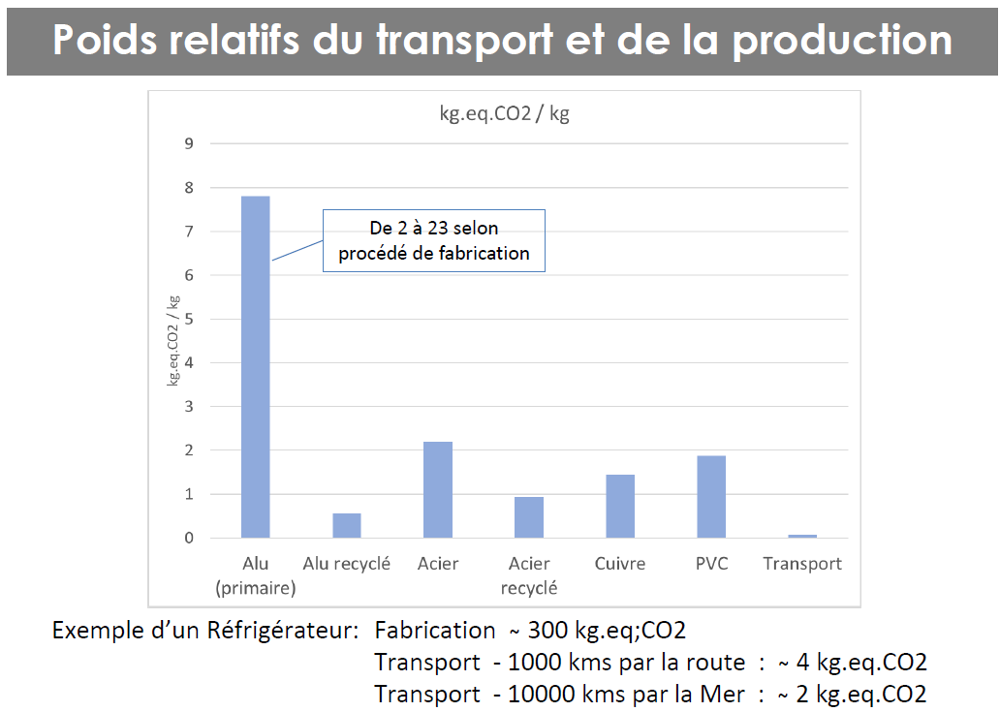 Poids relatifs du transport et de la production
kg.eq.CO2 / kg
9
8
7
6
5
4
3
2
1
0
kg.eq.CO2 / kg
De 2 à 23 selon
procédé de fabrication
Alu
(primaire)
Alu recyclé
Acier
Acier
recyclé
Cuivre
PVC
Transport
Exemple d’un Réfrigérateur: Fabrication ~ 300 kg.eq;CO2
Transport - 1000 kms par la route : ~ 4 kg.eq.CO2
Transport - 10000 kms par la Mer : ~ 2 kg.eq.CO2